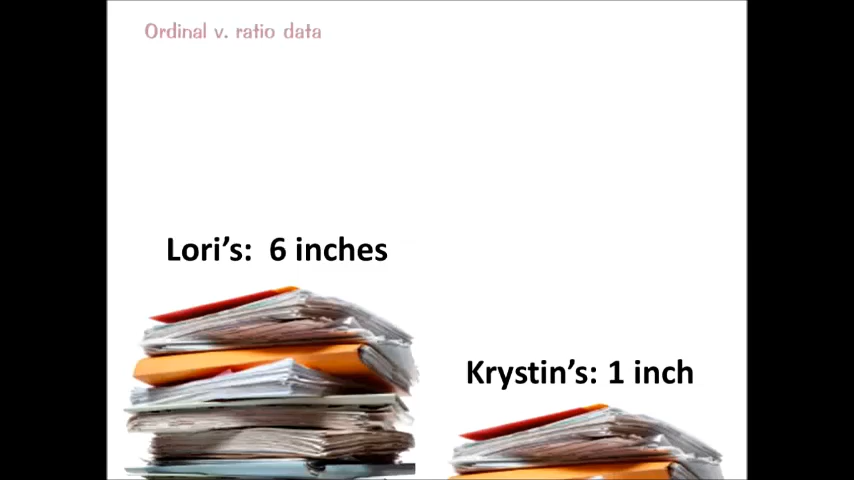 Ordinal v. ratio data
Lori's:  6 inches
Krystin's: 1 inch